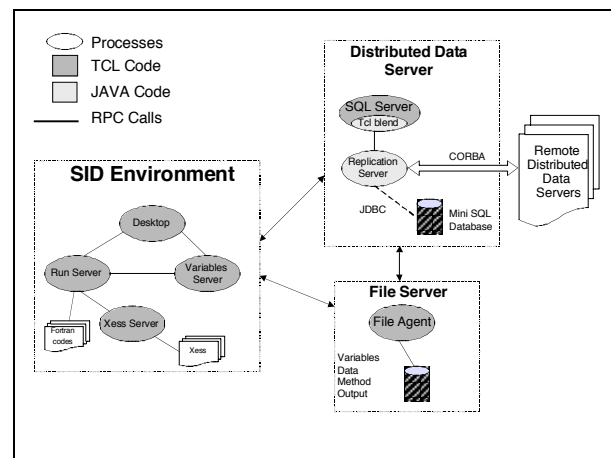 Processes
TCL Code
JAVA Code
RPC Calls
Distributed Data
Server
SQL Server
Tcl blend
Replication
Server
CORBA
JDBC
Mini SQL
Database
Remote
Distributed
Data
Servers
SID Environment
Desktop
Run Server
Variables
Server
Xess Server
Fortran
codes
Xess
File Server
File Agent
Variables
Data
Method
Output